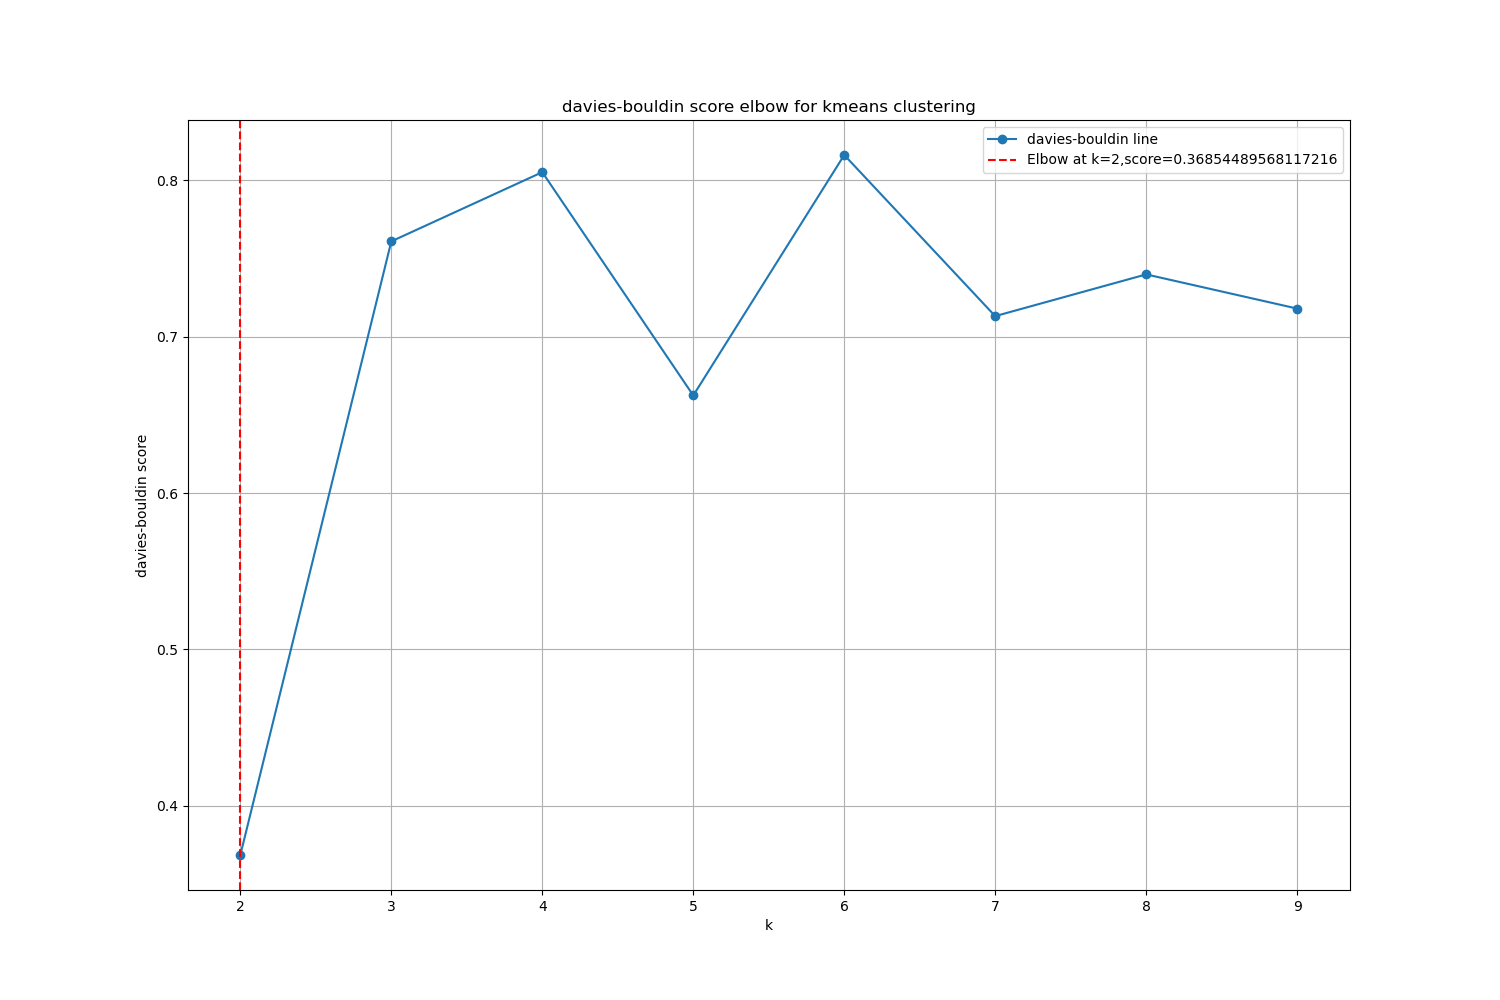 davies-bouldin score elbow for kmeans clustering
davies-bouldin line
Elbow at k=2,score=0.36854489568117216
0.8
0.7
0.6
0.5
0.4
davies-bouldin score
2 3 4 5 6 7 8 9
k